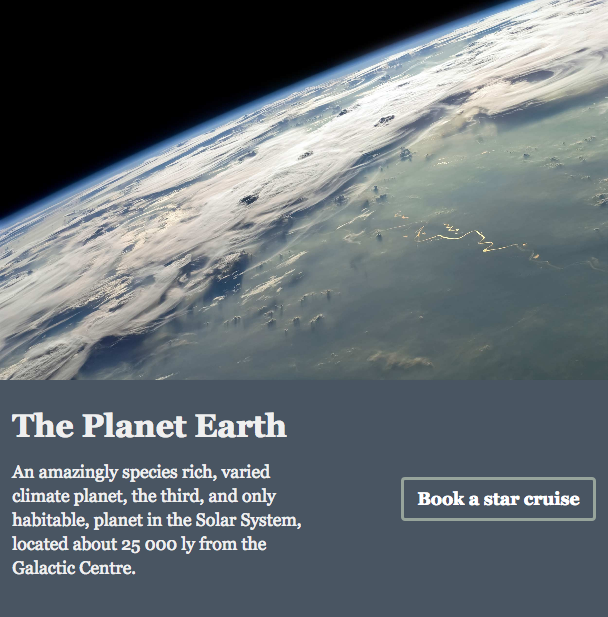 The Planet Earth
An amazingly species rich, varied
climate planet, the third, and only
habitable, planet in the Solar System,
located about 25 000 ly from the
Galactic Centre.
Book a star cruise